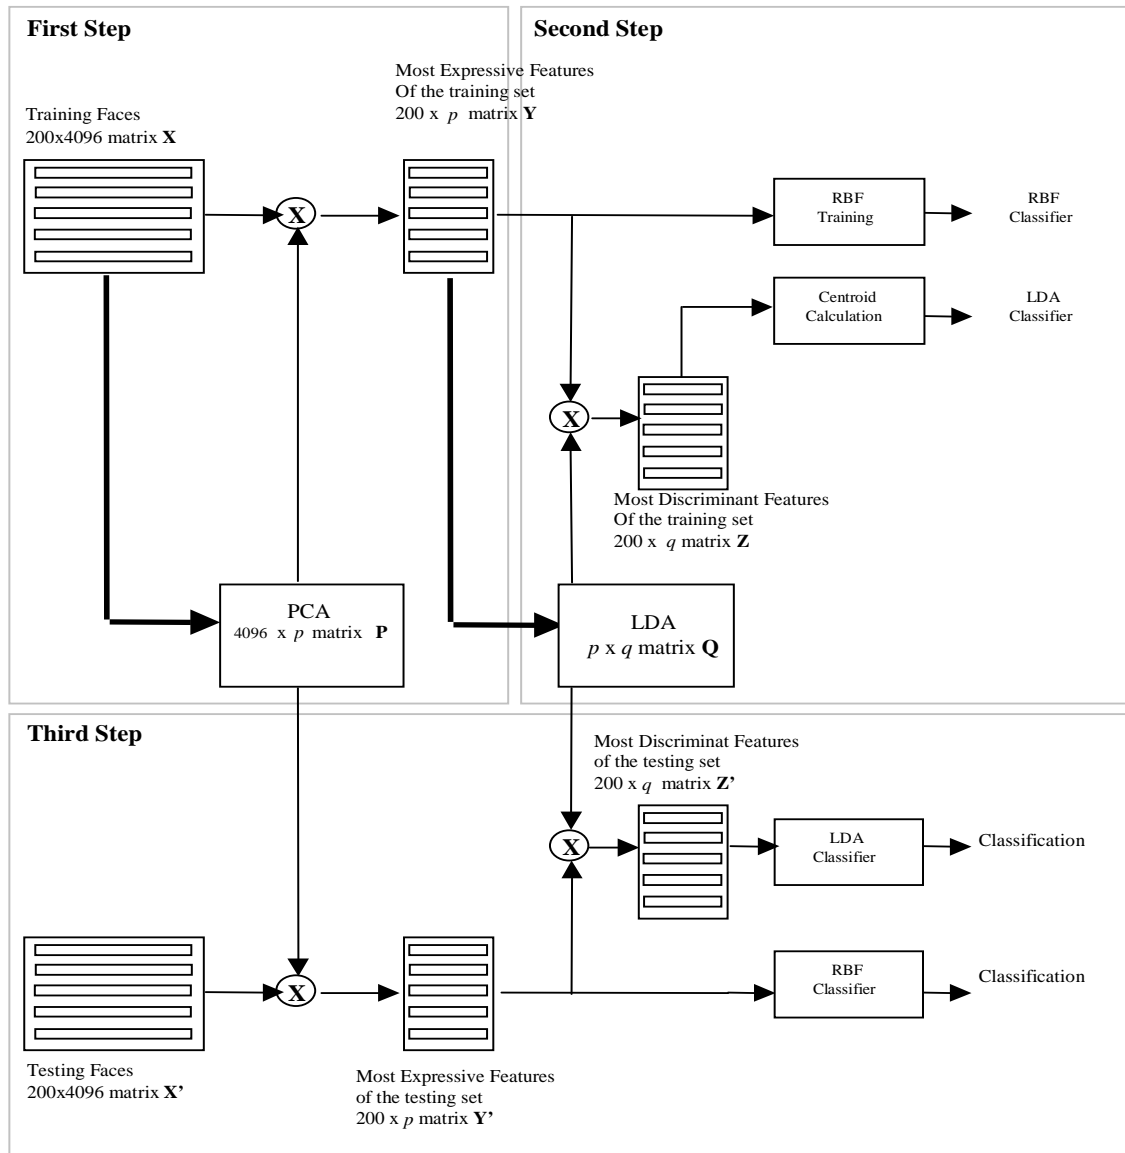 First Step
Training Faces
200x4096 matrix X
X
Most Expressive Features
Of the training set
200 x p matrix Y
PCA
4096 x p matrix P
Second Step
RBF
Training
RBF
Classifier
Centroid
Calculation
LDA
Classifier
X
Most Discriminant Features
Of the training set
200 x q matrix Z
LDA
p x q matrix Q
Third Step
Most Discriminat Features
of the testing set
200 x q matrix Z’
X
LDA
Classifier
Classification
X
RBF
Classifier
Classification
Testing Faces
200x4096 matrix X’
Most Expressive Features
of the testing set
200 x p matrix Y’